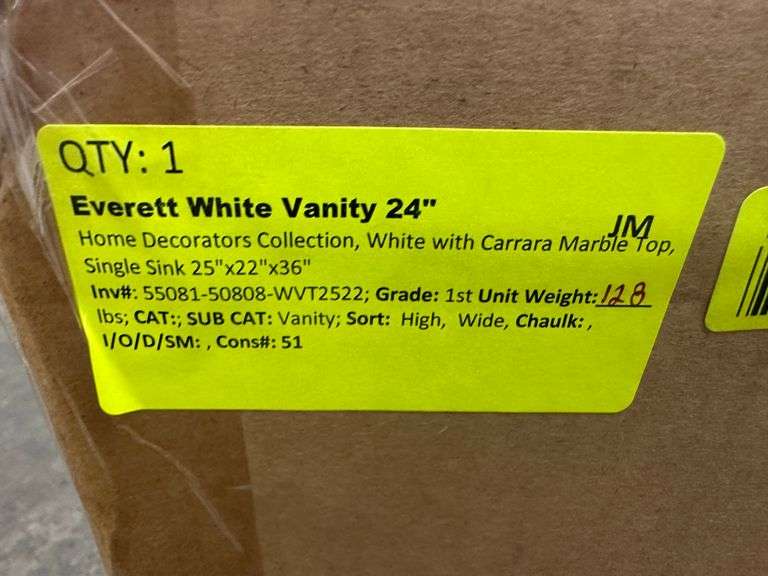 QTY: 1
Everett White Vanity 24"
JM
Home Decorators Collection, White with Carrara Marble Top,
Single Sink 25"x22"x36"
Inv#: 55081-50808-WVT2522; Grade: 1st Unit Weight: 128
lbs; CAT:; SUB CAT: Vanity; Sort: High, Wide, Chaulk: ,
I/O/D/SM: , Cons#: 51